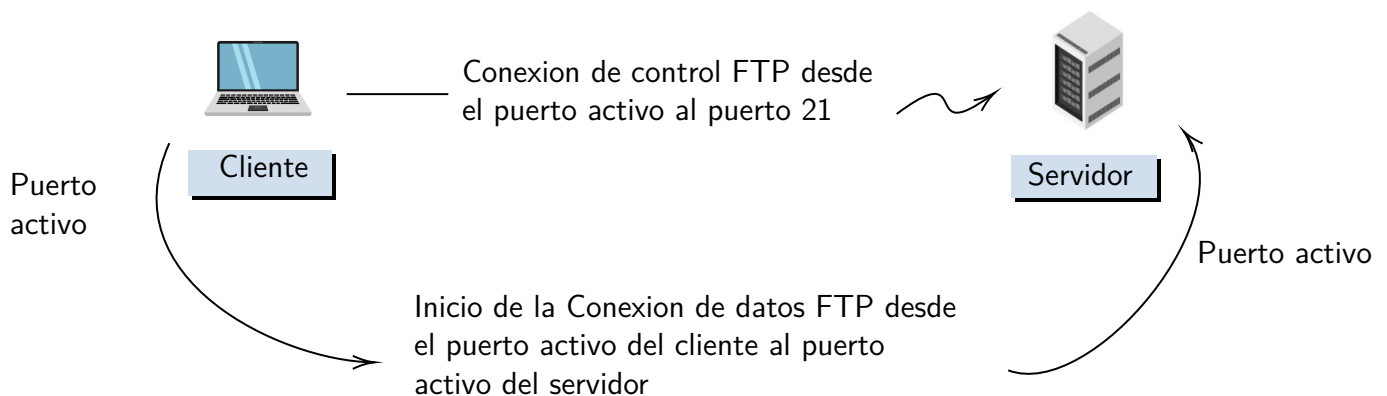 Conexion de control FTP desde
el puerto activo al puerto 21
Cliente
Servidor
Puerto
activo
Puerto activo
Inicio de la Conexion de datos FTP desde
el puerto activo del cliente al puerto
activo del servidor